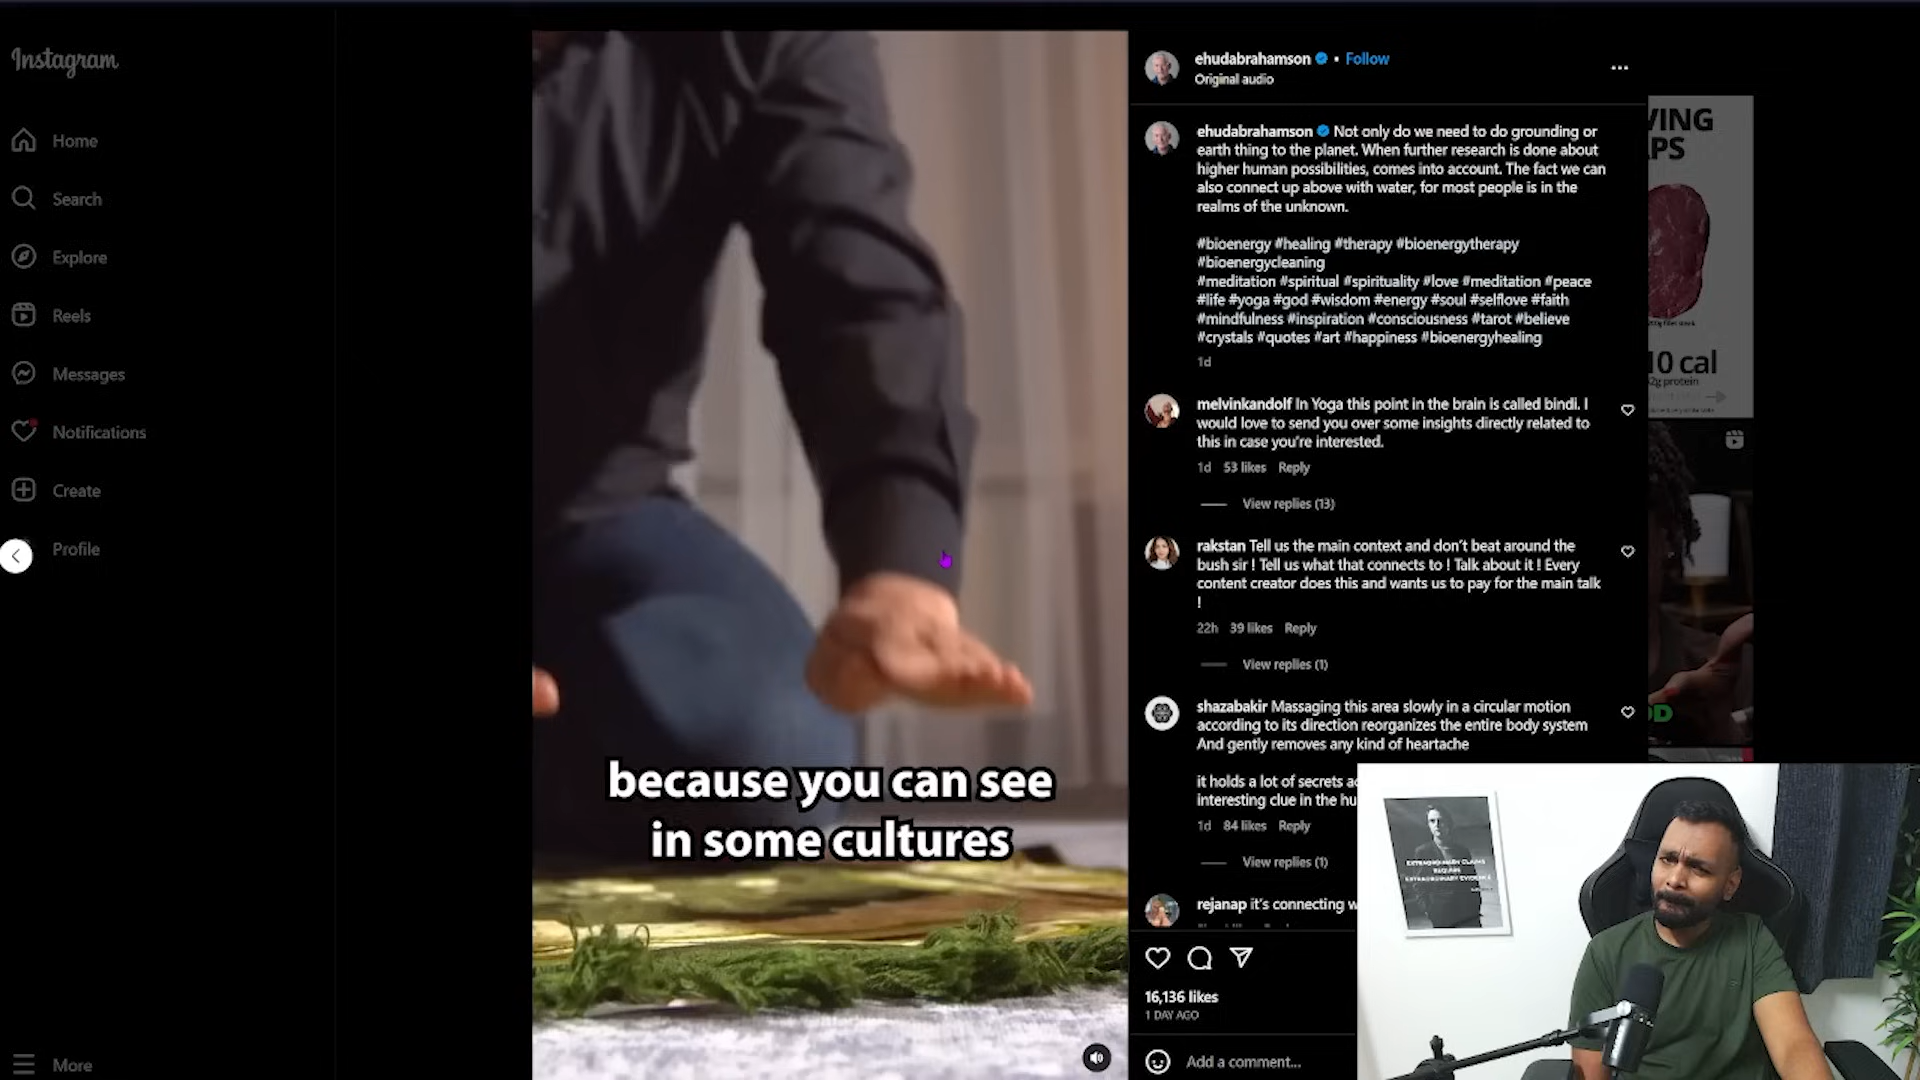 Instagram
Home
Search
Explore
Reels
Messages
Notifications
Create
Profile
More
because you can see
in some cultures
ehudabrahamson • Follow
Original audio
ehudabrahamson Not only do we need to do grounding or
earth thing to the planet. When further research is done about
higher human possibilities, comes into account. The fact we can
also connect up above with water, for most people is in the
realms of the unknown.
#bioenergy #healing #therapy #bioenergytherapy
#bioenergycleaning
#meditation #spiritual #spirituality #love #meditation #peace
#life #yoga #god #wisdom #energy #soul #selflove #faith
#mindfulness #inspiration #consciousness #tarot #believe
#crystals #quotes #art #happiness #bioenergyhealing
1d
melvinkandolf In Yoga this point in the brain is called bindi. I
would love to send you over some insights directly related to
this in case you're interested.
1d 53 likes Reply
View replies (13)
rakstan Tell us the main context and don't beat around the
bush sir ! Tell us what that connects to ! Talk about it ! Every
content creator does this and wants us to pay for the main talk
!
22h 39 likes Reply
View replies (1)
shazabakir Massaging this area slowly in a circular motion
according to its direction reorganizes the entire body system
And gently removes any kind of heartache
it holds a lot of secrets
interesting clue in the
1d 84 likes Reply
View replies (1)
rejanap it's connecting
16,136 likes
1 DAY AGO
Add a comment...
VING
PS
10 cal
2g protein
EXTRAORDINARY CLAIMS
REQUIRE
EXTRAORDINARY EVIDENCE